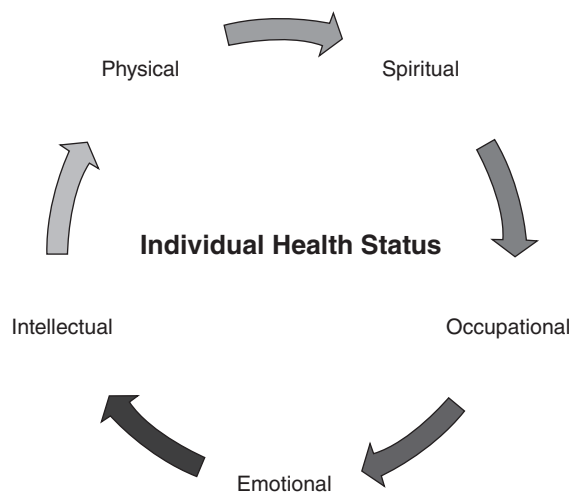 Physical
Spiritual
Individual Health Status
Intellectual
Occupational
Emotional